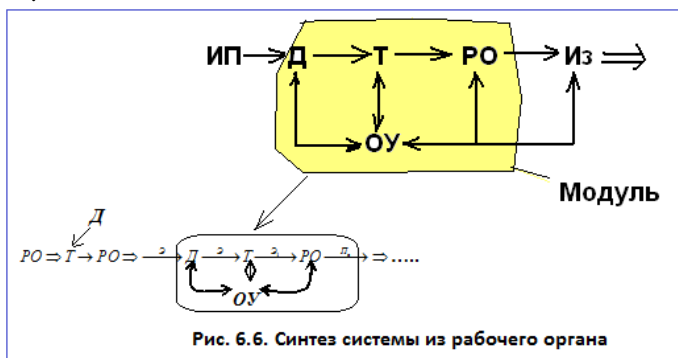 ИП → Д → Т → РО → Из ⇒
ОУ
Модуль
Д
РО ⇒ Т → РО ⇒ —э→ Д —э→ Т —э→ РО —П→ ⇒ .....
ОУ
Рис. 6.6. Синтез системы из рабочего органа